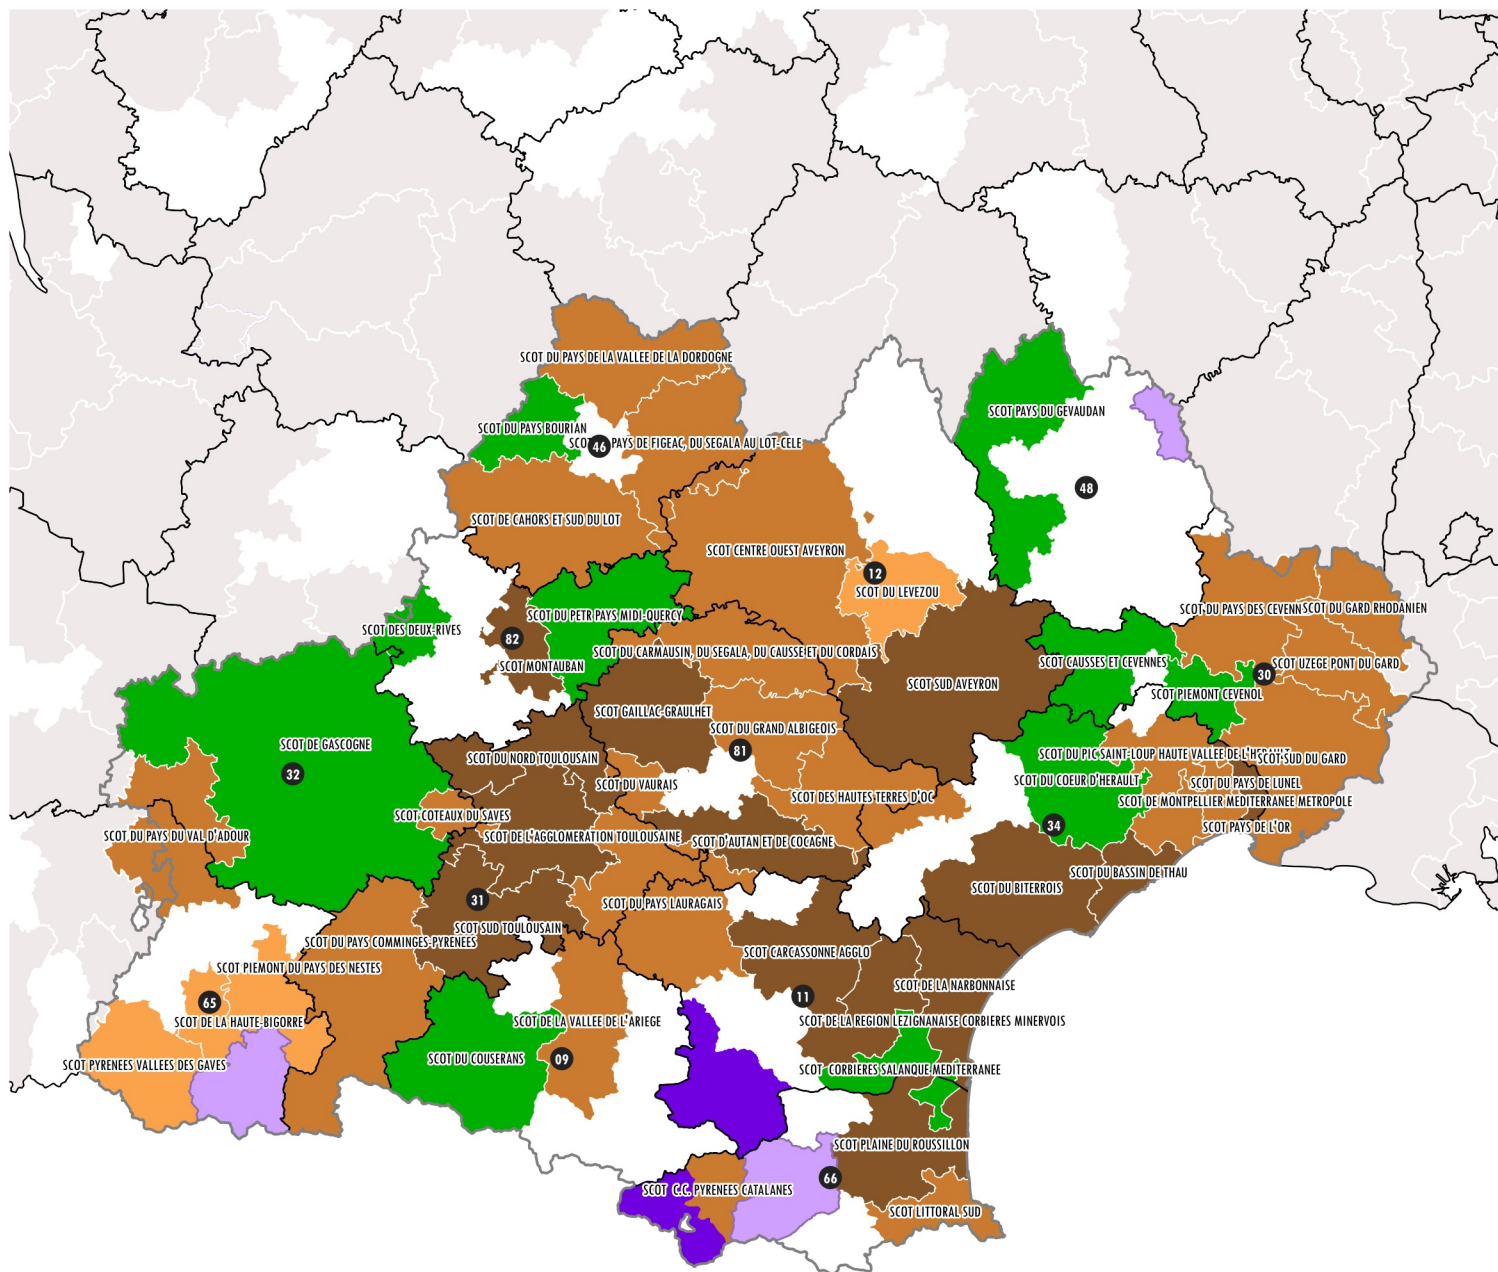 SCOT DU PAYS DE LA VALLEE DE LA DORDOGNE
SCOT PAYS DU GEVAUDAN
SCOT DU PAYS BOURIAN
SCOT PAYS DE FIGEAC, DU SEGALA AU LOT-CELE
46
48
SCOT DE CAHORS ET SUD DU LOT
SCOT CENTRE OUEST AVEYRON
12
SCOT DU LEVEZOU
SCOT DU PAYS DES CEVENN
SCOT DU GARD RHODANIEN
SCOT DU PETR PAYS MIDI-QUERCY
SCOT DES DEUX-RIVES
82
SCOT DU CARMAUSIN, DU SEGALA, DU CAUSSE ET DU CORDAIS
SCOT MONTAUBAN
SCOT CAUSSES ET CEVENNES
SCOT UZEGE PONT DU GARD
30
SCOT SUD AVEYRON
SCOT PIEMONT CEVENOL
SCOT GAILLAC-GRAULHET
SCOT DU GRAND ALBIGEOIS
SCOT DE GASCOGNE
81
SCOT DU PIC SAINT-LOUP HAUTE VALLEE DE L'HERAULT
SCOT SUD DU GARD
SCOT DU NORD TOULOUSAIN
32
SCOT DU VAURAIS
SCOT DU COEUR D'HERAULT
SCOT DU PAYS DE LUNEL
SCOT DES HAUTES TERRES D'OC
SCOT DE MONTPELLIER MEDITERRANEE METROPOLE
SCOT COTEAUX DU SAVES
34
SCOT PAYS DE L'OR
SCOT DU PAYS DU VAL D'ADOUR
SCOT DE L'AGGLOMERATION TOULOUSAINE
SCOT D'AUTAN ET DE COCAGNE
SCOT DU BASSIN DE THAU
SCOT DU BITERROIS
31
SCOT DU PAYS LAURAGAIS
SCOT SUD TOULOUSAIN
SCOT DU PAYS COMMINGES-PYRENEES
SCOT CARCASSONNE AGGLO
SCOT PIEMONT DU PAYS DES NESTES
SCOT DE LA NARBONNAISE
65
11
SCOT DE LA HAUTE-BIGORRE
SCOT DE LA VALLEE DE L'ARIEGE
SCOT DE LA REGION LEZIGNANAISE CORBIERES MINERVOIS
SCOT DU COUSERANS
09
SCOT PYRENEES VALLEES DES GAVES
SCOT CORBIERES SALANQUE MEDITERRANEE
SCOT PLAINE DU ROUSSILLON
66
SCOT C.C. PYRENEES CATALANES
SCOT LITTORAL SUD